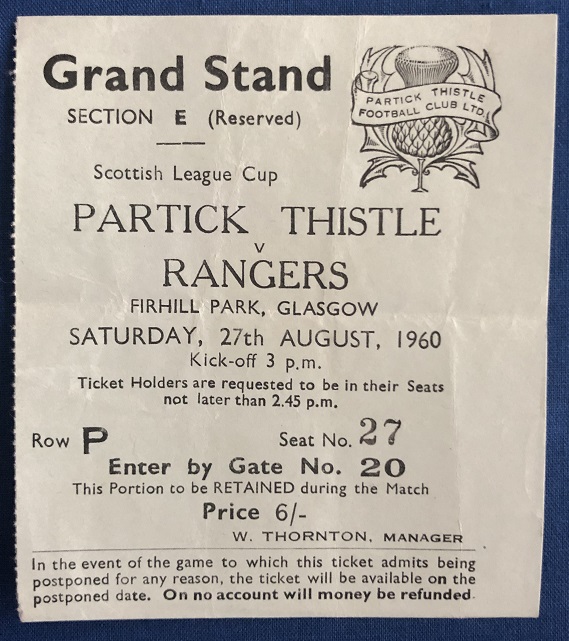 Grand Stand
SECTION E (Reserved)
PARTICK THISTLE
FOOTBALL CLUB LTD.
Scottish League Cup
PARTICK THISTLE
v
RANGERS
FIRHILL PARK, GLASGOW
SATURDAY, 27th AUGUST, 1960
Kick-off 3 p.m.
Ticket Holders are requested to be in their Seats
not later than 2.45 p.m.
Row P Seat No. 27
Enter by Gate No. 20
This Portion to be RETAINED during the Match
Price 6/-
W. THORNTON, MANAGER
In the event of the game to which this ticket admits being
postponed for any reason, the ticket will be available on the
postponed date. On no account will money be refunded.